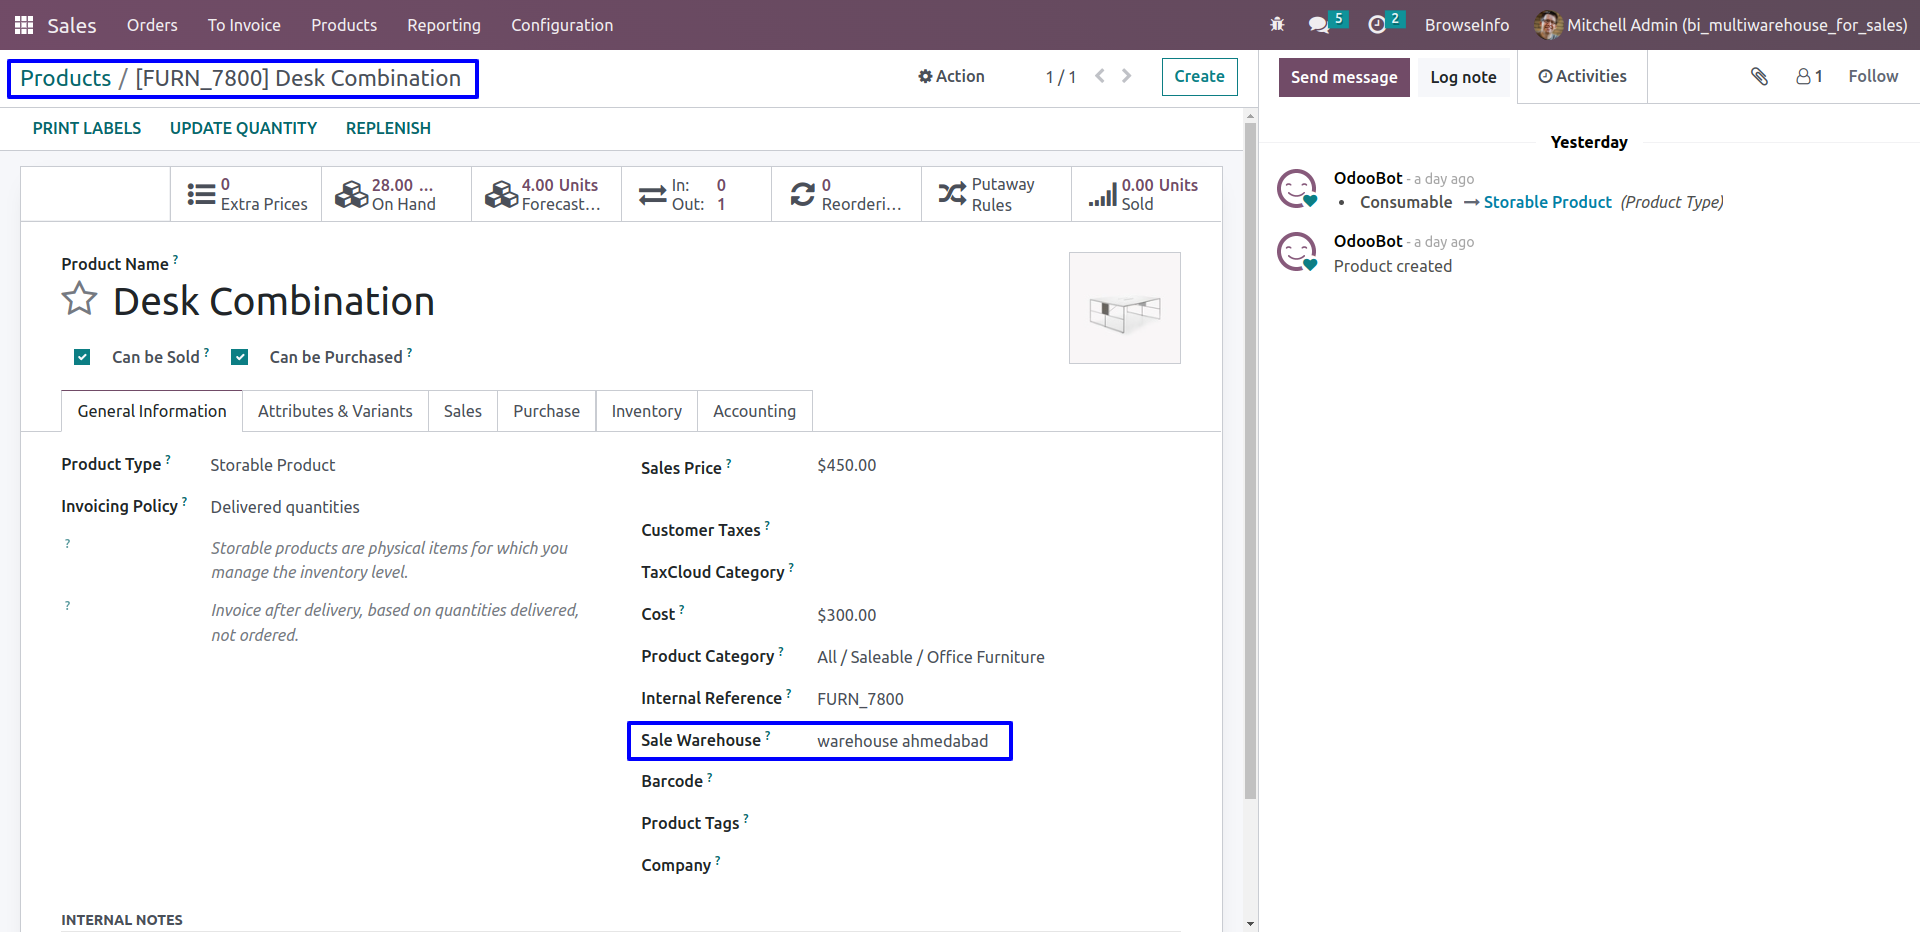 Sales Orders To Invoice Products Reporting Configuration 5 2 BrowseInfo Mitchell Admin (bi_multiwarehouse_for_sales)
Products / [FURN_7800] Desk Combination Action 1 / 1 Create
Send message Log note Activities 1 Follow
PRINT LABELS UPDATE QUANTITY REPLENISH
0 Extra Prices
28.00 ... On Hand
4.00 Units Forecast...
In: 0
Out: 1
0 Reorderi...
Putaway Rules
0.00 Units Sold
Product Name ?
Desk Combination
Can be Sold ? Can be Purchased ?
General Information Attributes & Variants Sales Purchase Inventory Accounting
Product Type ? Storable Product
Invoicing Policy ? Delivered quantities
? Storable products are physical items for which you
manage the inventory level.
? Invoice after delivery, based on quantities delivered,
not ordered.
Sales Price ? $450.00
Customer Taxes ?
TaxCloud Category ?
Cost ? $300.00
Product Category ? All / Saleable / Office Furniture
Internal Reference ? FURN_7800
Sale Warehouse ? warehouse ahmedabad
Barcode ?
Product Tags ?
Company ?
INTERNAL NOTES
Yesterday
OdooBot - a day ago
• Consumable → Storable Product (Product Type)
OdooBot - a day ago
Product created